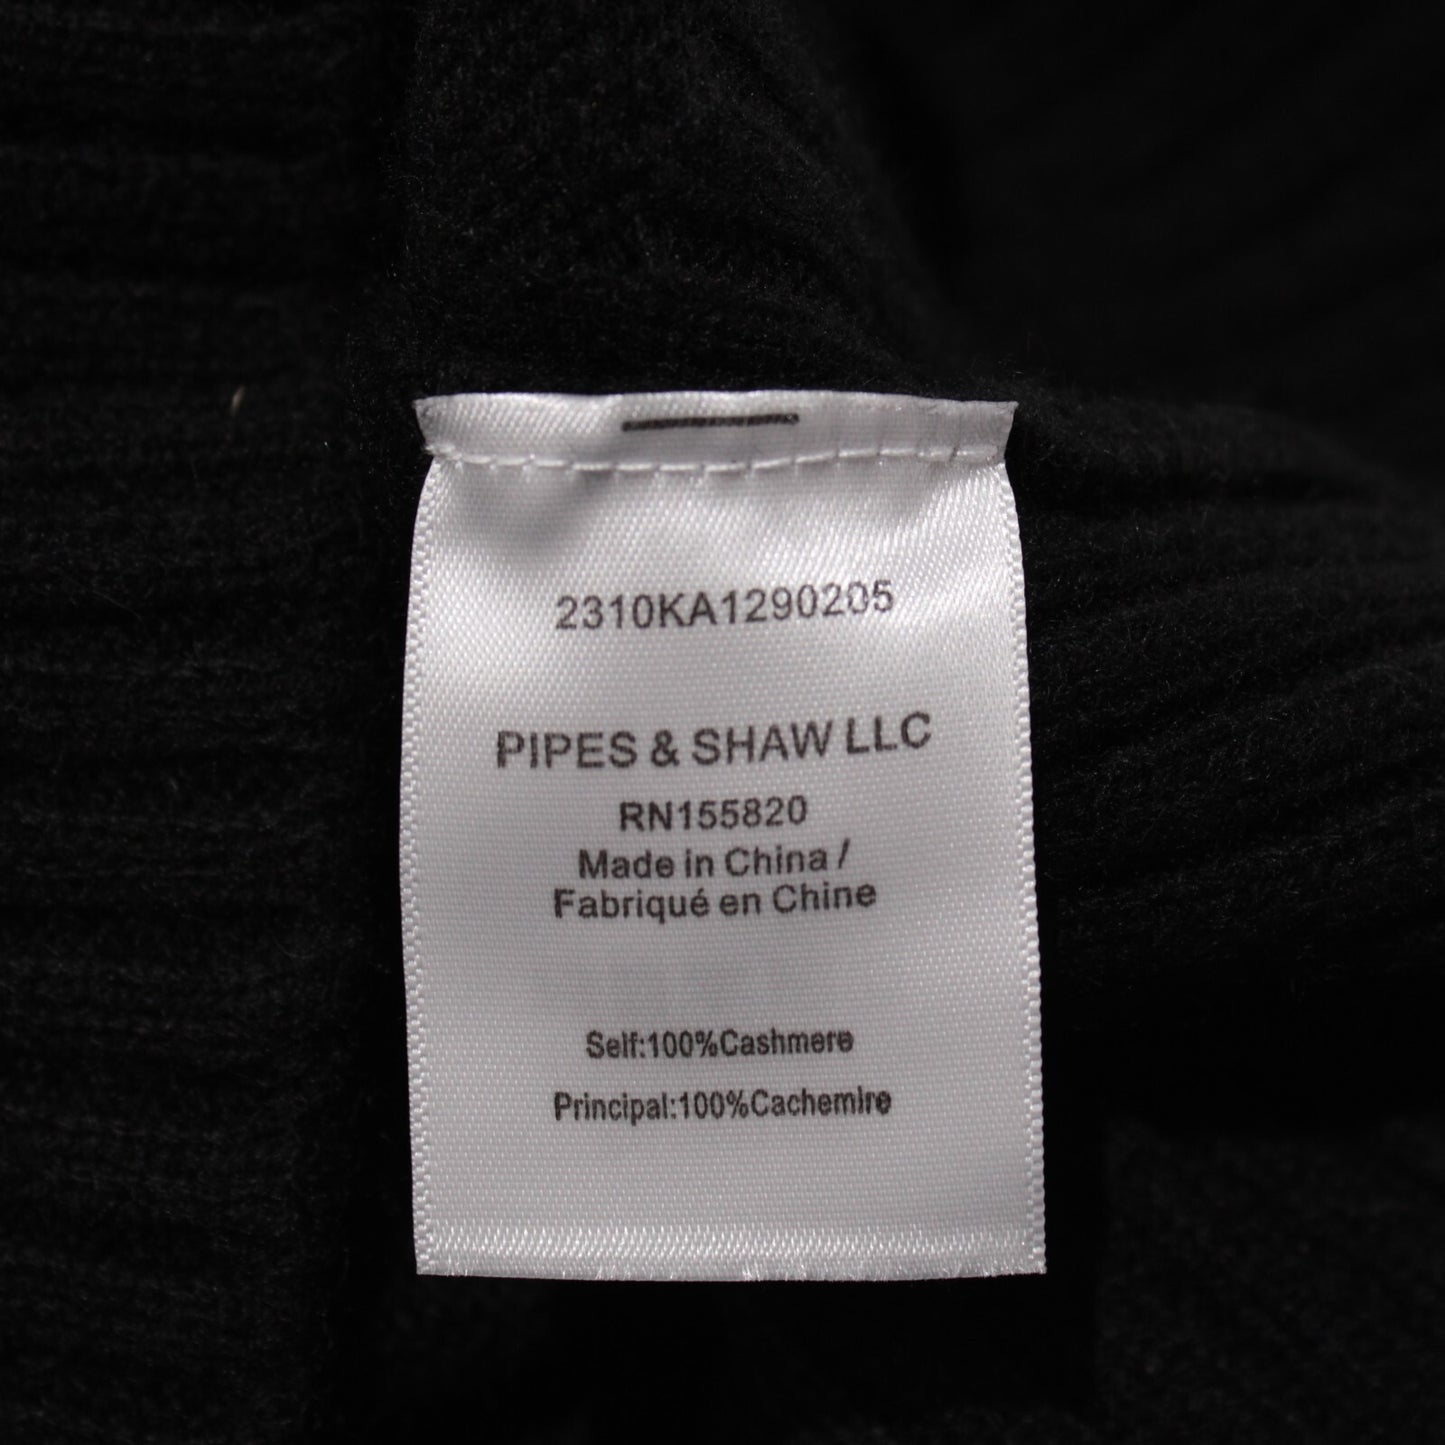 2310KA1290205
PIPES & SHAW LLC
RN155820
Made in China /
Fabriqué en Chine
Self:100%Cashmere
Principal:100%Cachemire